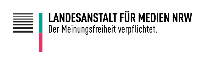 LANDESANSTALT FÜR MEDIEN NRW
Der Meinungsfreiheit verpflichtet.